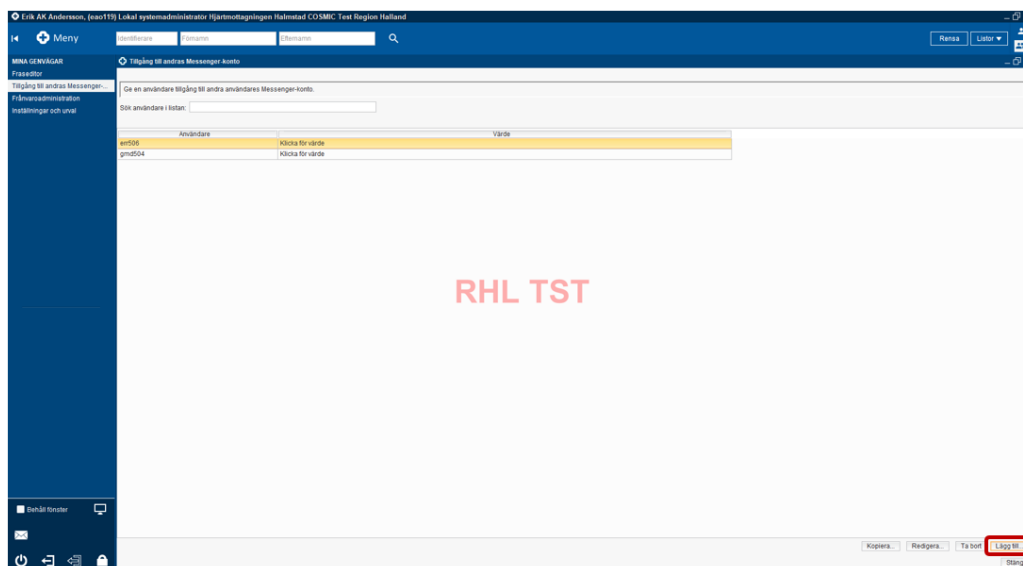 Erik AK Andersson, (eao119) Lokal systemadministratör Hjärtmottagningen Halmstad COSMIC Test Region Halland
Meny
Identifierare Förnamn Efternamn
Rensa Listor
MINA GENVÄGAR
Tillgång till andras Messenger-konto
Fraseditor
Tillgång till andras Messenger-...
Frånvaroadministration
Inställningar och urval
Ge en användare tillgång till andra användares Messenger-konto.
Sök användare i listan:
Användare Värde
err506 Klicka för värde
gmd504 Klicka för värde
RHL TST
Behåll fönster
Kopiera... Redigera... Ta bort Lägg till...
Stäng